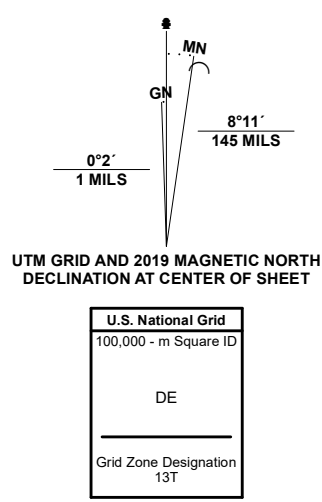 MN
GN
8°11´
145 MILS
0°2´
1 MILS
UTM GRID AND 2019 MAGNETIC NORTH
DECLINATION AT CENTER OF SHEET
U.S. National Grid
100,000 - m Square ID
DE
Grid Zone Designation
13T